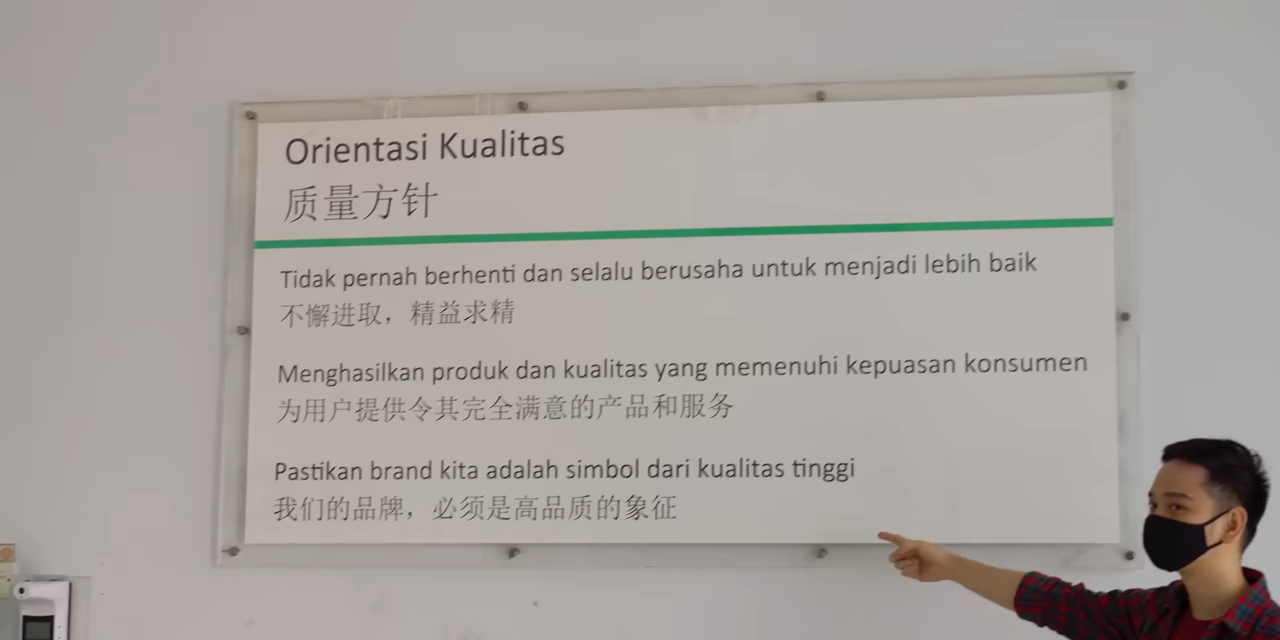 Orientasi Kualitas
质量方针
Tidak pernah berhenti dan selalu berusaha untuk menjadi lebih baik
不懈进取，精益求精
Menghasilkan produk dan kualitas yang memenuhi kepuasan konsumen
为用户提供令其完全满意的产品和服务
Pastikan brand kita adalah simbol dari kualitas tinggi
我们的品牌，必须是高品质的象征